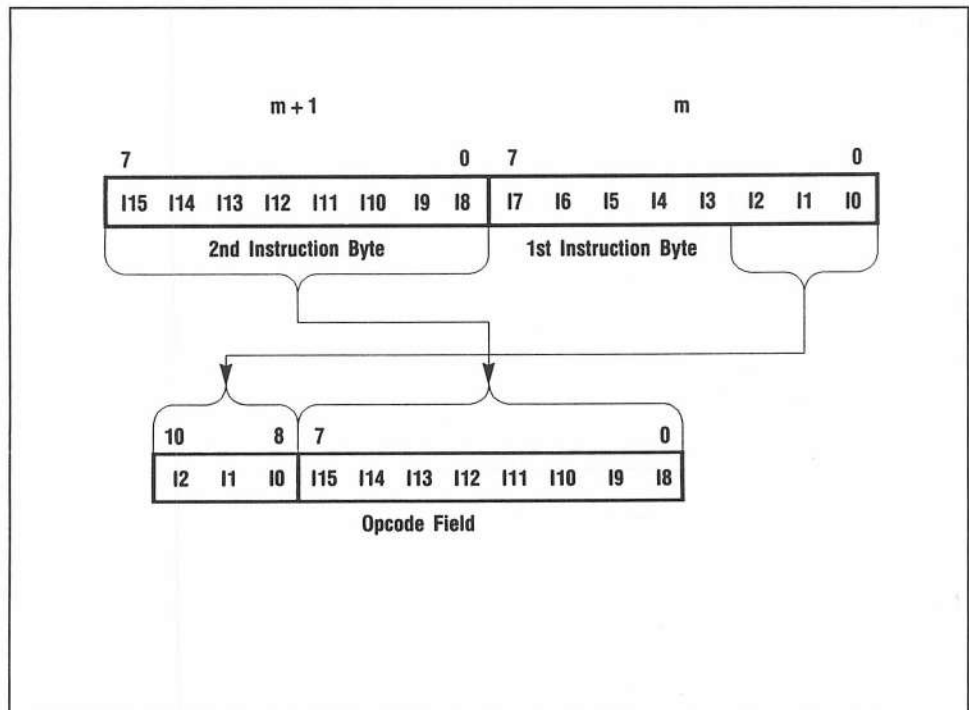 m + 1 m
7 0 7 0
I15 I14 I13 I12 I11 I10 I9 I8 I7 I6 I5 I4 I3 I2 I1 I0
2nd Instruction Byte 1st Instruction Byte
10 8 7 0
I2 I1 I0 I15 I14 I13 I12 I11 I10 I9 I8
Opcode Field